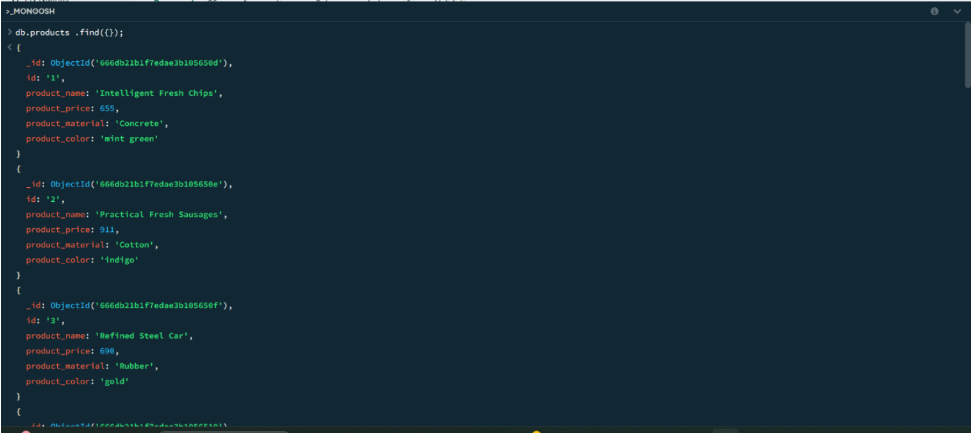 >_MONGOSH
> db.products .find({});
< {
_id: ObjectId('666db21b1f7edae3b105650d'),
id: '1',
product_name: 'Intelligent Fresh Chips',
product_price: 655,
product_material: 'Concrete',
product_color: 'mint green'
}
{
_id: ObjectId('666db21b1f7edae3b105650e'),
id: '2',
product_name: 'Practical Fresh Sausages',
product_price: 911,
product_material: 'Cotton',
product_color: 'indigo'
}
{
_id: ObjectId('666db21b1f7edae3b105650f'),
id: '3',
product_name: 'Refined Steel Car',
product_price: 690,
product_material: 'Rubber',
product_color: 'gold'
}
{